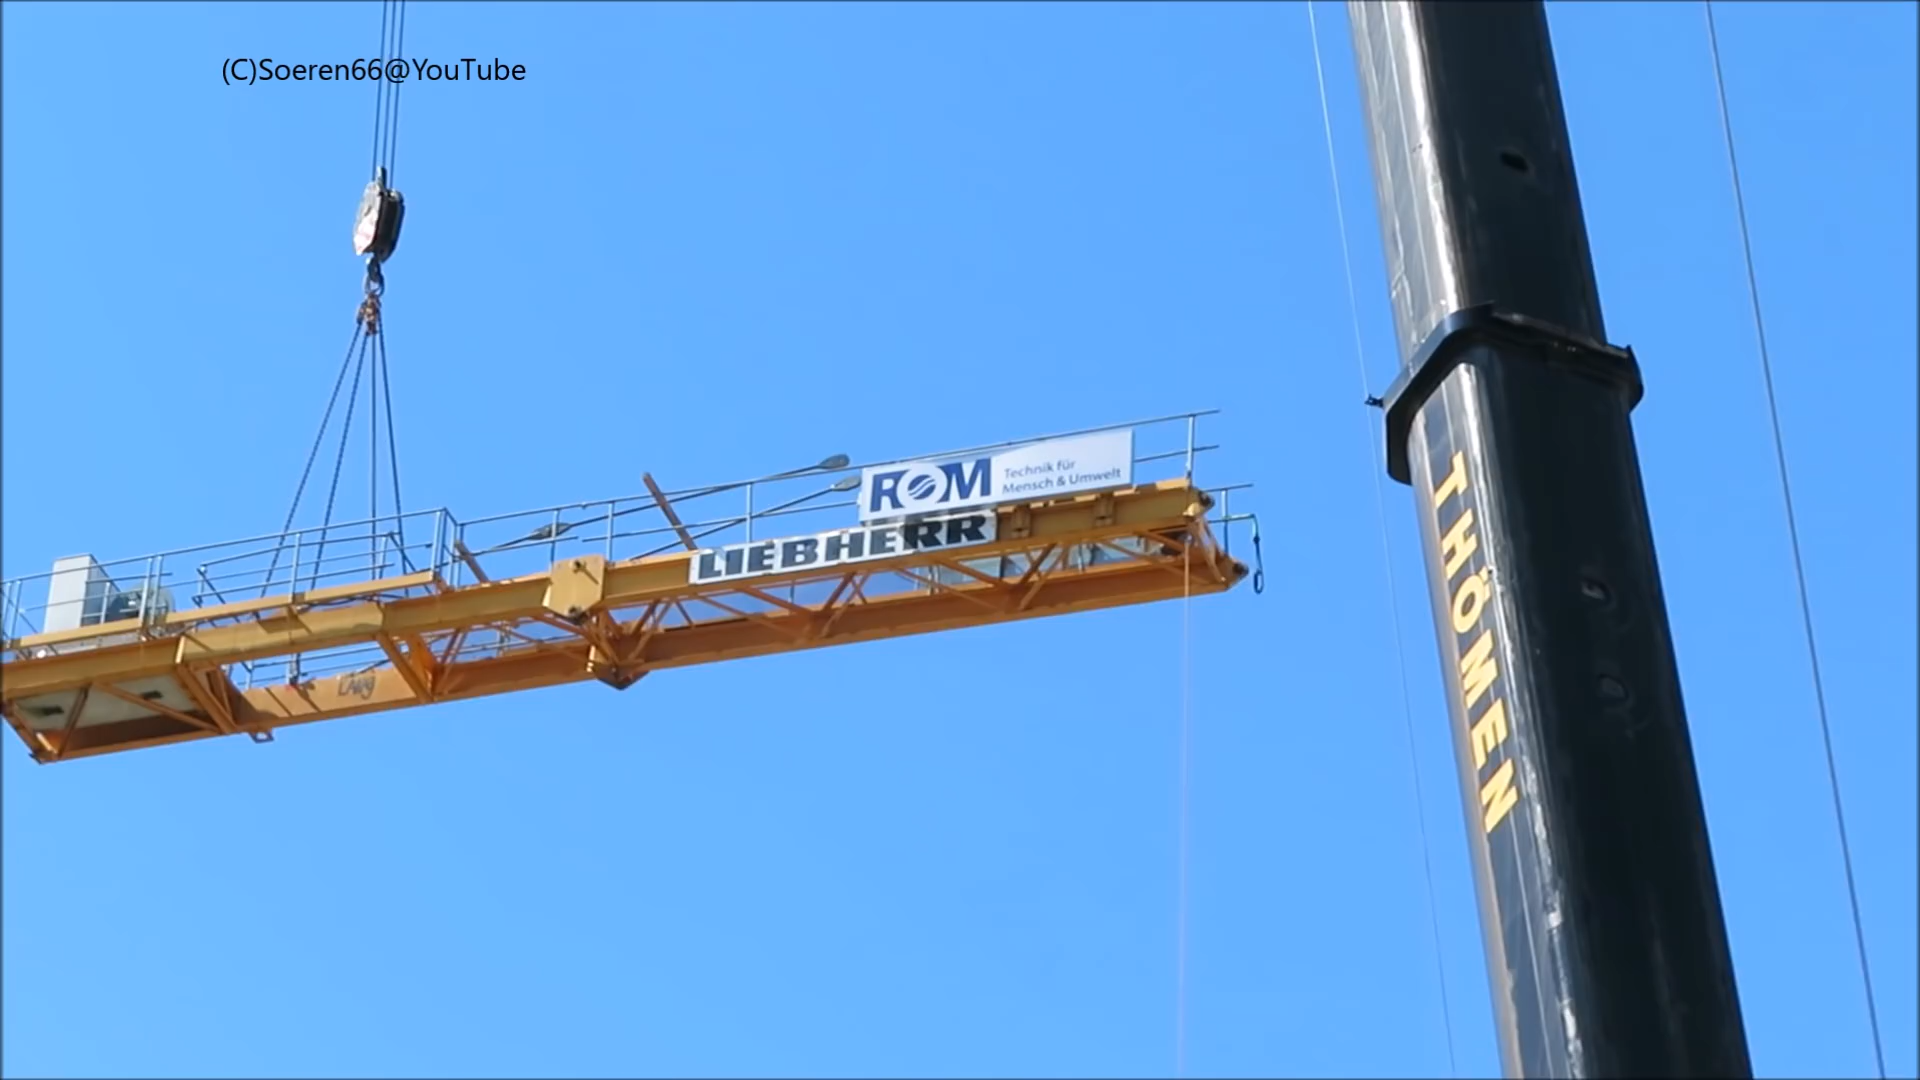 (C)Soeren66@YouTube
ROM
Technik für
Mensch & Umwelt
LIEBHERR
THÖMEN